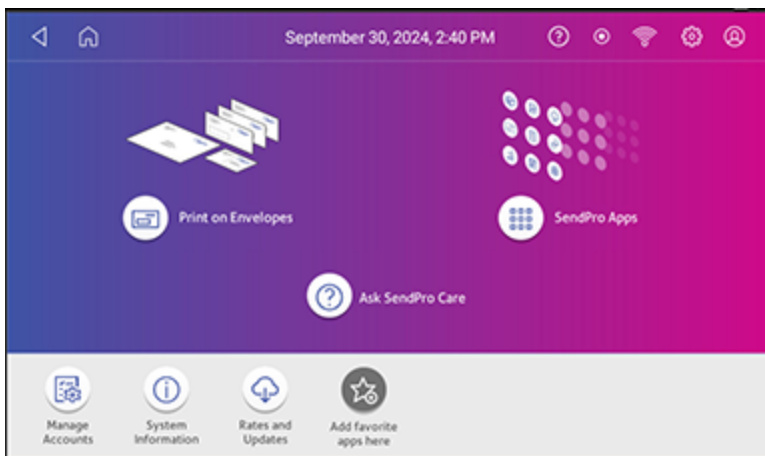 September 30, 2024, 2:40 PM
Print on Envelopes
SendPro Apps
Ask SendPro Care
Manage
Accounts
System
Information
Rates and
Updates
Add favorite
apps here